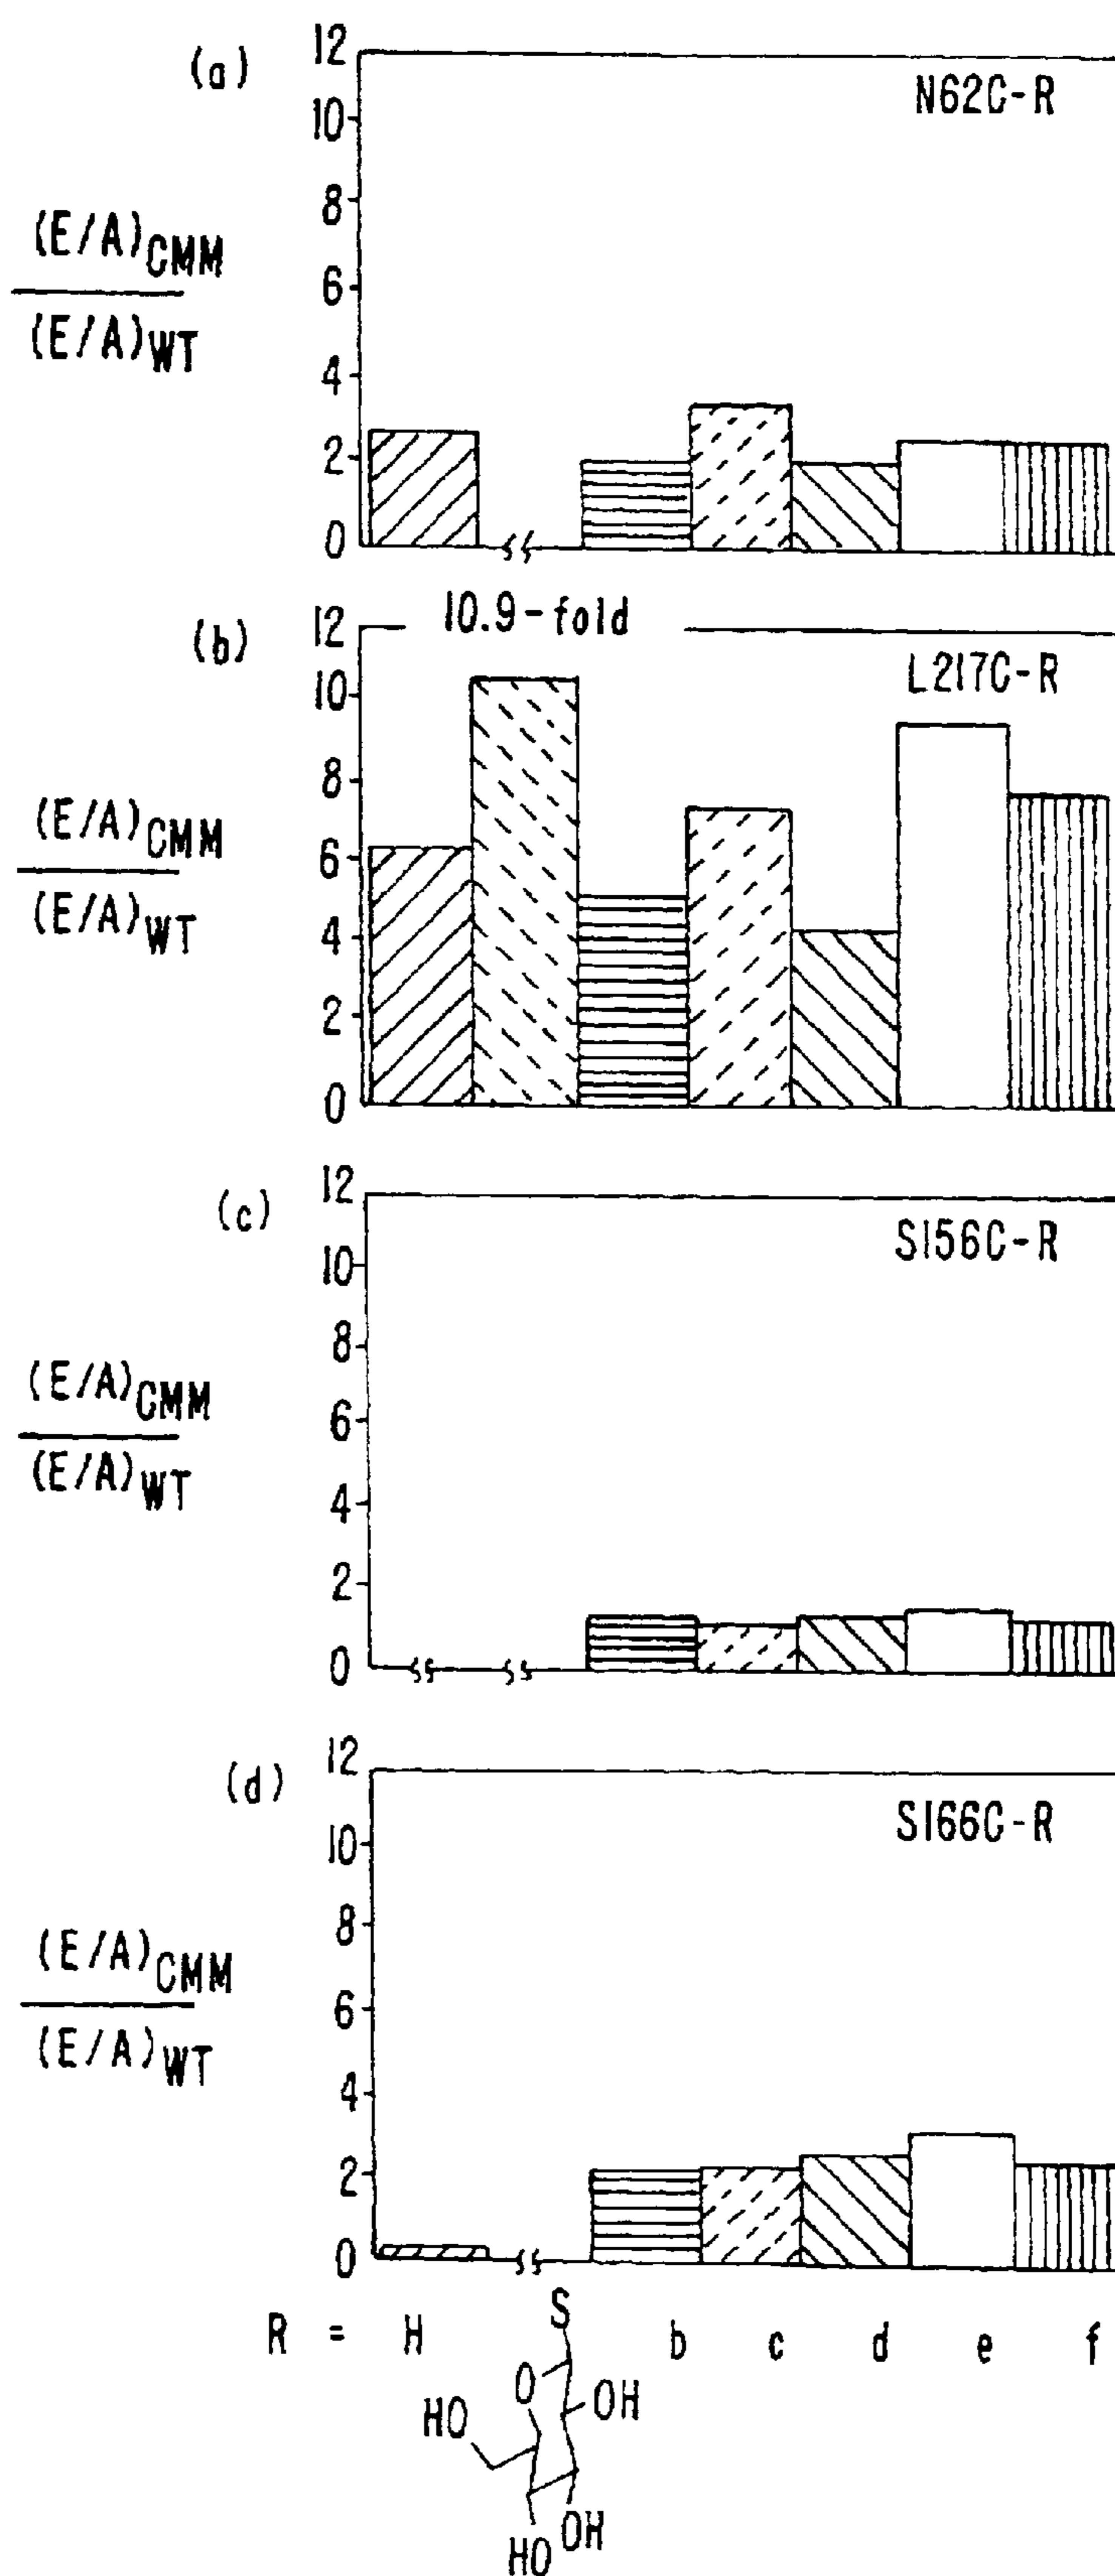 (a)
N62C-R
12
10
8
6
4
2
0
(E/A)CMM
(E/A)WT
(b)
10.9-fold
L217C-R
12
10
8
6
4
2
0
(E/A)CMM
(E/A)WT
(c)
S156C-R
12
10
8
6
4
2
0
(E/A)CMM
(E/A)WT
(d)
S166C-R
12
10
8
6
4
2
0
(E/A)CMM
(E/A)WT
R = H b c d e f
S
O
OH
HO
OH
HO